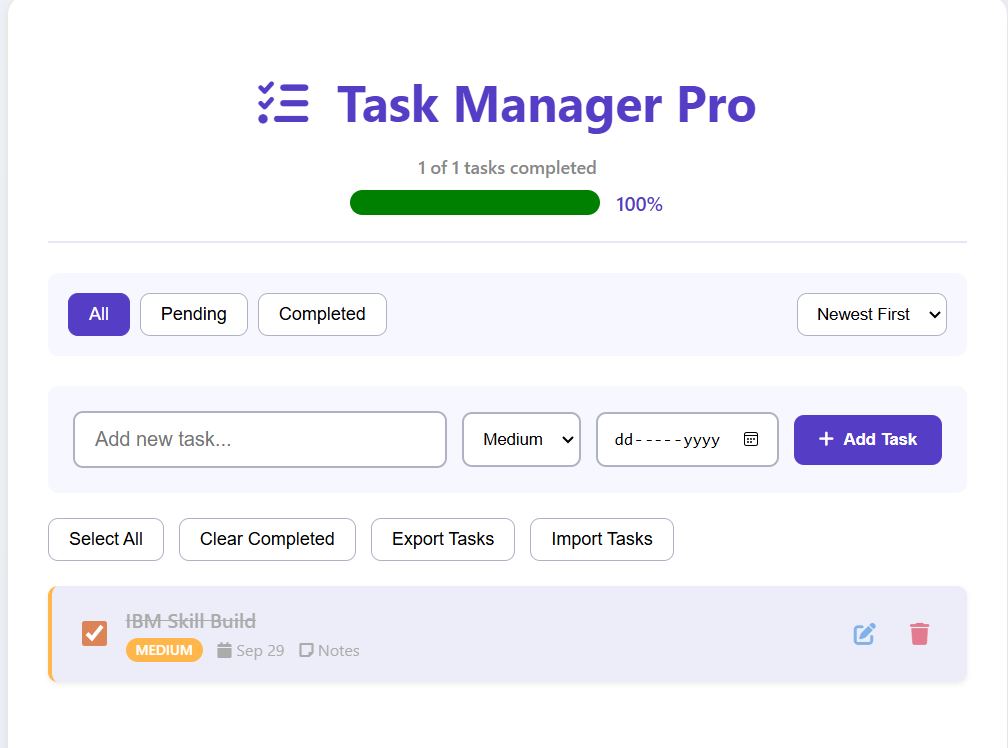 Task Manager Pro
1 of 1 tasks completed
100%
All Pending Completed Newest First
Add new task... Medium dd-----yyyy + Add Task
Select All Clear Completed Export Tasks Import Tasks
IBM Skill Build
MEDIUM Sep 29 Notes